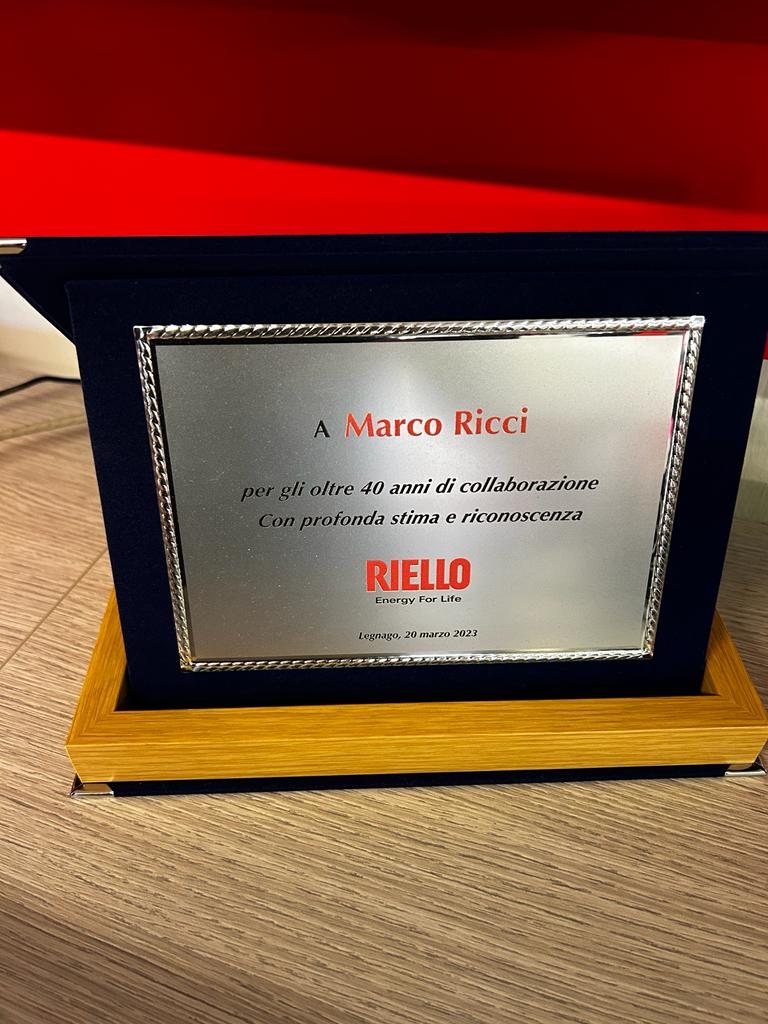 A Marco Ricci
per gli oltre 40 anni di collaborazione
Con profonda stima e riconoscenza
RIELLO
Energy For Life
Legnago, 20 marzo 2023